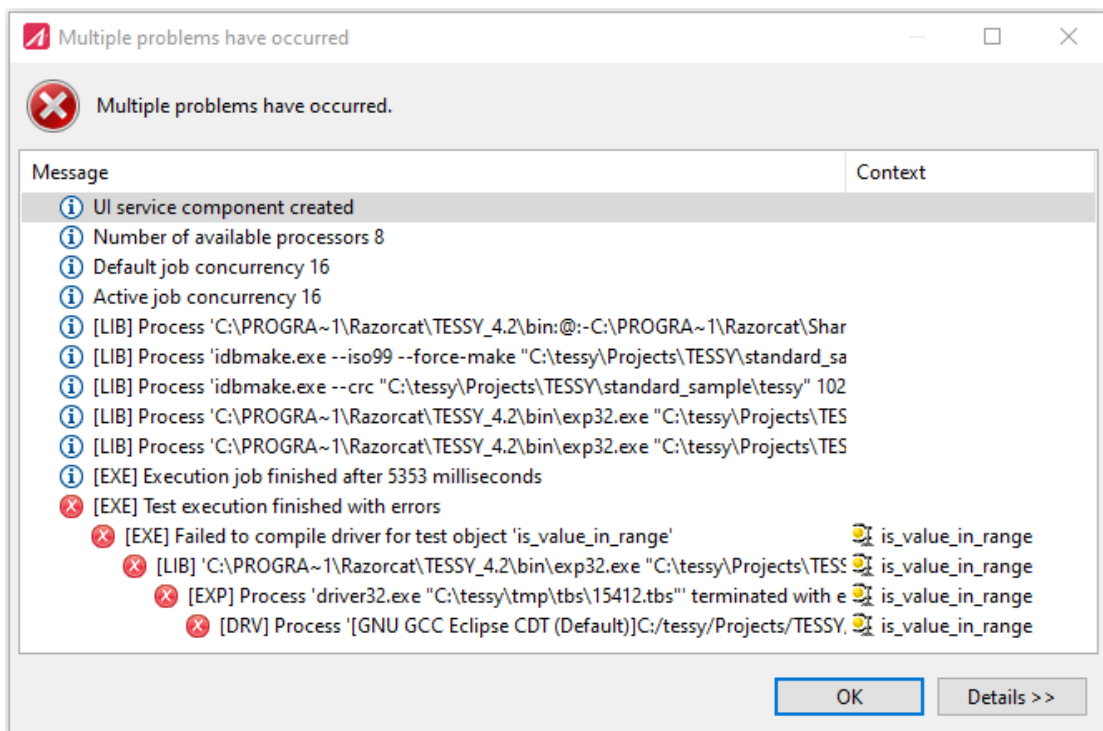 Multiple problems have occurred
Multiple problems have occurred.
Message Context
UI service component created
Number of available processors 8
Default job concurrency 16
Active job concurrency 16
[LIB] Process 'C:\PROGRA~1\Razorcat\TESSY_4.2\bin:@:-C:\PROGRA~1\Razorcat\Shar
[LIB] Process 'idbmake.exe --iso99 --force-make "C:\tessy\Projects\TESSY\standard_sa
[LIB] Process 'idbmake.exe --crc "C:\tessy\Projects\TESSY\standard_sample\tessy" 102
[LIB] Process 'C:\PROGRA~1\Razorcat\TESSY_4.2\bin\exp32.exe "C:\tessy\Projects\TES
[LIB] Process 'C:\PROGRA~1\Razorcat\TESSY_4.2\bin\exp32.exe "C:\tessy\Projects\TES
[EXE] Execution job finished after 5353 milliseconds
[EXE] Test execution finished with errors
[EXE] Failed to compile driver for test object 'is_value_in_range' is_value_in_range
[LIB] 'C:\PROGRA~1\Razorcat\TESSY_4.2\bin\exp32.exe "C:\tessy\Projects\TESS is_value_in_range
[EXP] Process 'driver32.exe "C:\tessy\tmp\tbs\15412.tbs"' terminated with e is_value_in_range
[DRV] Process '[GNU GCC Eclipse CDT (Default)]C:/tessy/Projects/TESSY, is_value_in_range
OK Details >>